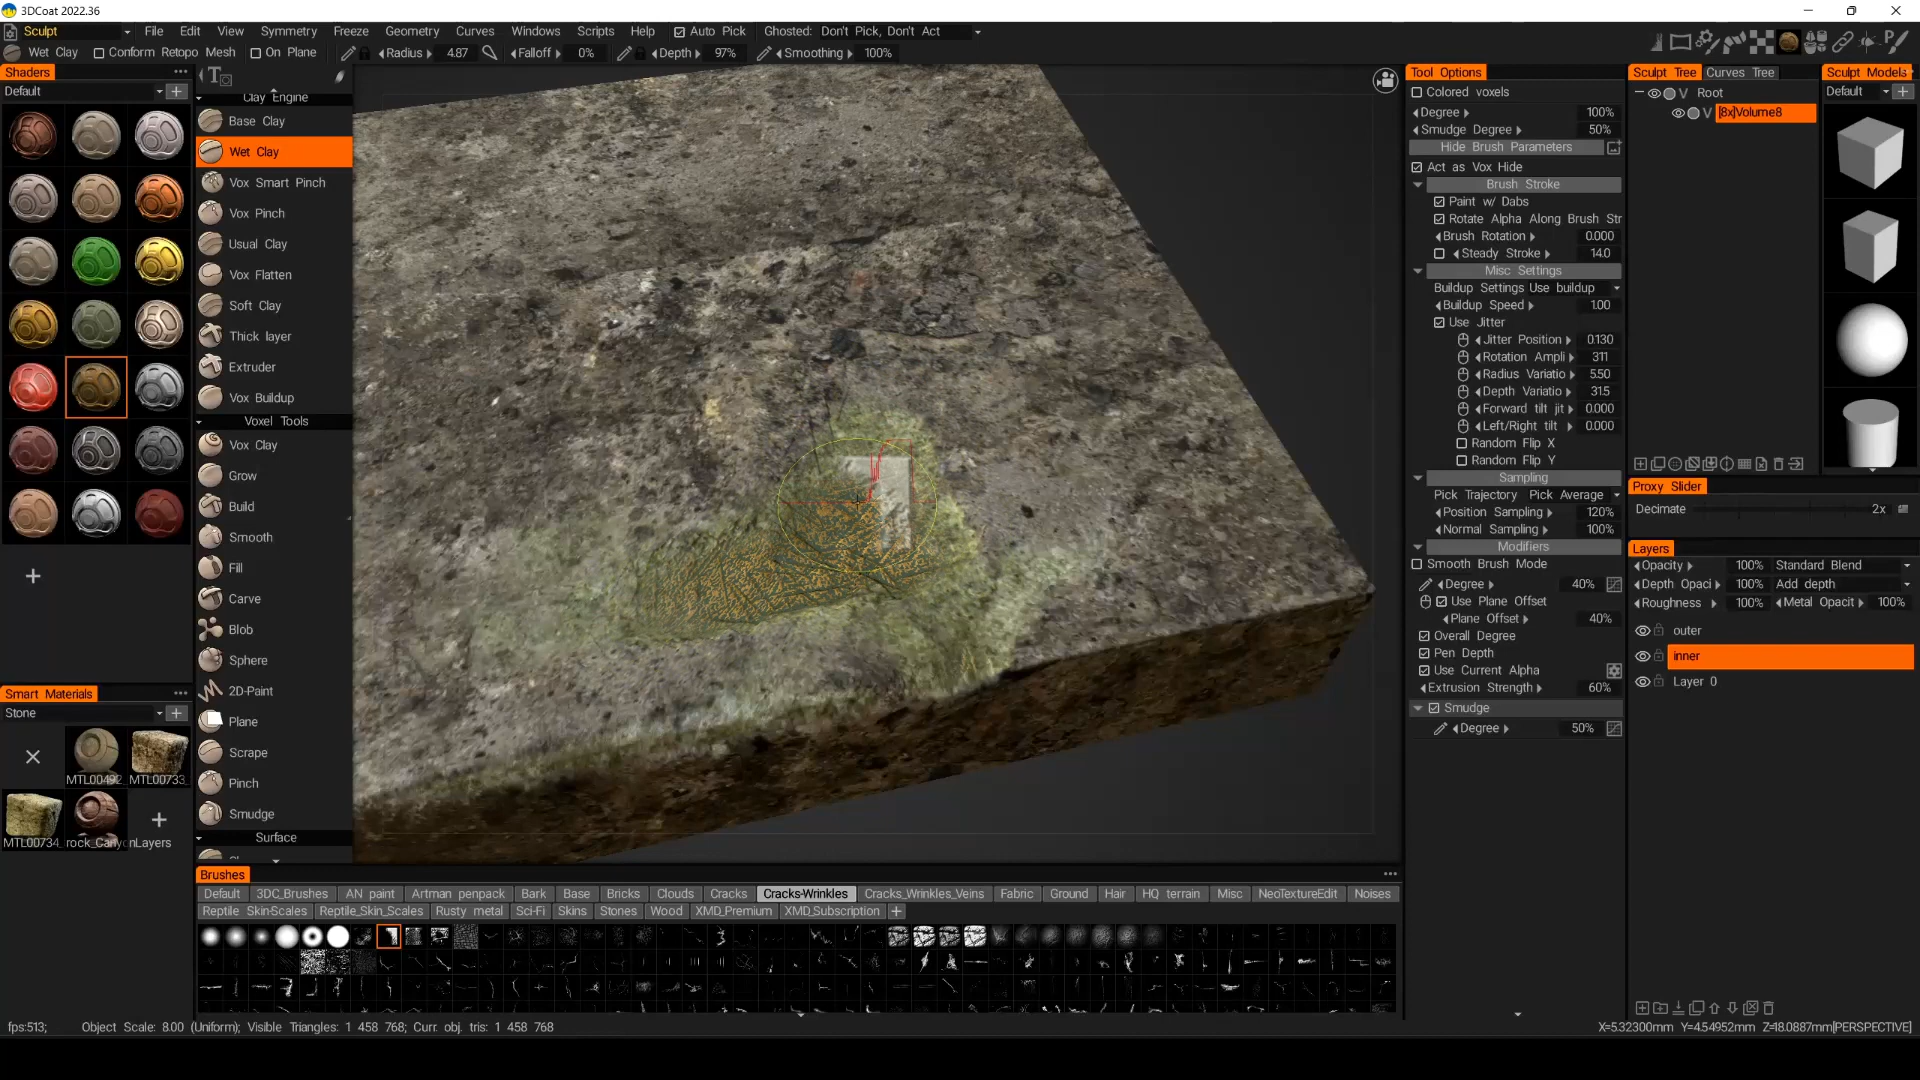 3DCoat 2022.36
Sculpt File Edit View Symmetry Freeze Geometry Curves Windows Scripts Help Auto Pick Ghosted: Don't Pick, Don't Act
Wet Clay Conform Retopo Mesh On Plane Radius 4.87 Falloff 0% Depth 97% Smoothing 100%
Shaders
Default
Clay Engine
Base Clay
Wet Clay
Vox Smart Pinch
Vox Pinch
Usual Clay
Vox Flatten
Soft Clay
Thick layer
Extruder
Vox Buildup
Voxel Tools
Vox Clay
Grow
Build
Smooth
Fill
Carve
Blob
Sphere
2D-Paint
Plane
Scrape
Pinch
Smudge
Surface
Smart Materials
Stone
MTL00492 MTL00733
MTL00734 rock_Canyo nLayers
Tool Options
Colored voxels
Degree 100%
Smudge Degree 50%
Hide Brush Parameters
Act as Vox Hide
Brush Stroke
Paint w/ Dabs
Rotate Alpha Along Brush Str
Brush Rotation 0.000
Steady Stroke 14.0
Misc Settings
Buildup Settings Use buildup
Buildup Speed 1.00
Use Jitter
Jitter Position 0.130
Rotation Ampli 311
Radius Variatio 5.50
Depth Variatio 31.5
Forward tilt jit 0.000
Left/Right tilt 0.000
Random Flip X
Random Flip Y
Sampling
Pick Trajectory Pick Average
Position Sampling 120%
Normal Sampling 100%
Modifiers
Smooth Brush Mode
Degree 40%
Use Plane Offset
Plane Offset 40%
Overall Degree
Pen Depth
Use Current Alpha
Extrusion Strength 60%
Smudge
Degree 50%
Sculpt Tree Curves Tree
V Root
V [8x]Volume8
Sculpt Models
Default
Proxy Slider
Decimate 2x
Layers
Opacity 100% Standard Blend
Depth Opaci 100% Add depth
Roughness 100% Metal Opacit 100%
outer
inner
Layer 0
Brushes
Default 3DC_Brushes AN paint Artman penpack Bark Base Bricks Clouds Cracks Cracks-Wrinkles Cracks_Wrinkles_Veins Fabric Ground Hair HQ terrain Misc NeoTextureEdit Noises
Reptile Skin-Scales Reptile_Skin_Scales Rusty metal Sci-Fi Skins Stones Wood XMD_Premium XMD_Subscription
fps:513; Object Scale: 8.00 (Uniform); Visible Triangles: 1 458 768; Curr. obj. tris: 1 458 768 X=5.32300mm Y=4.54952mm Z=18.0887mm[PERSPECTIVE]